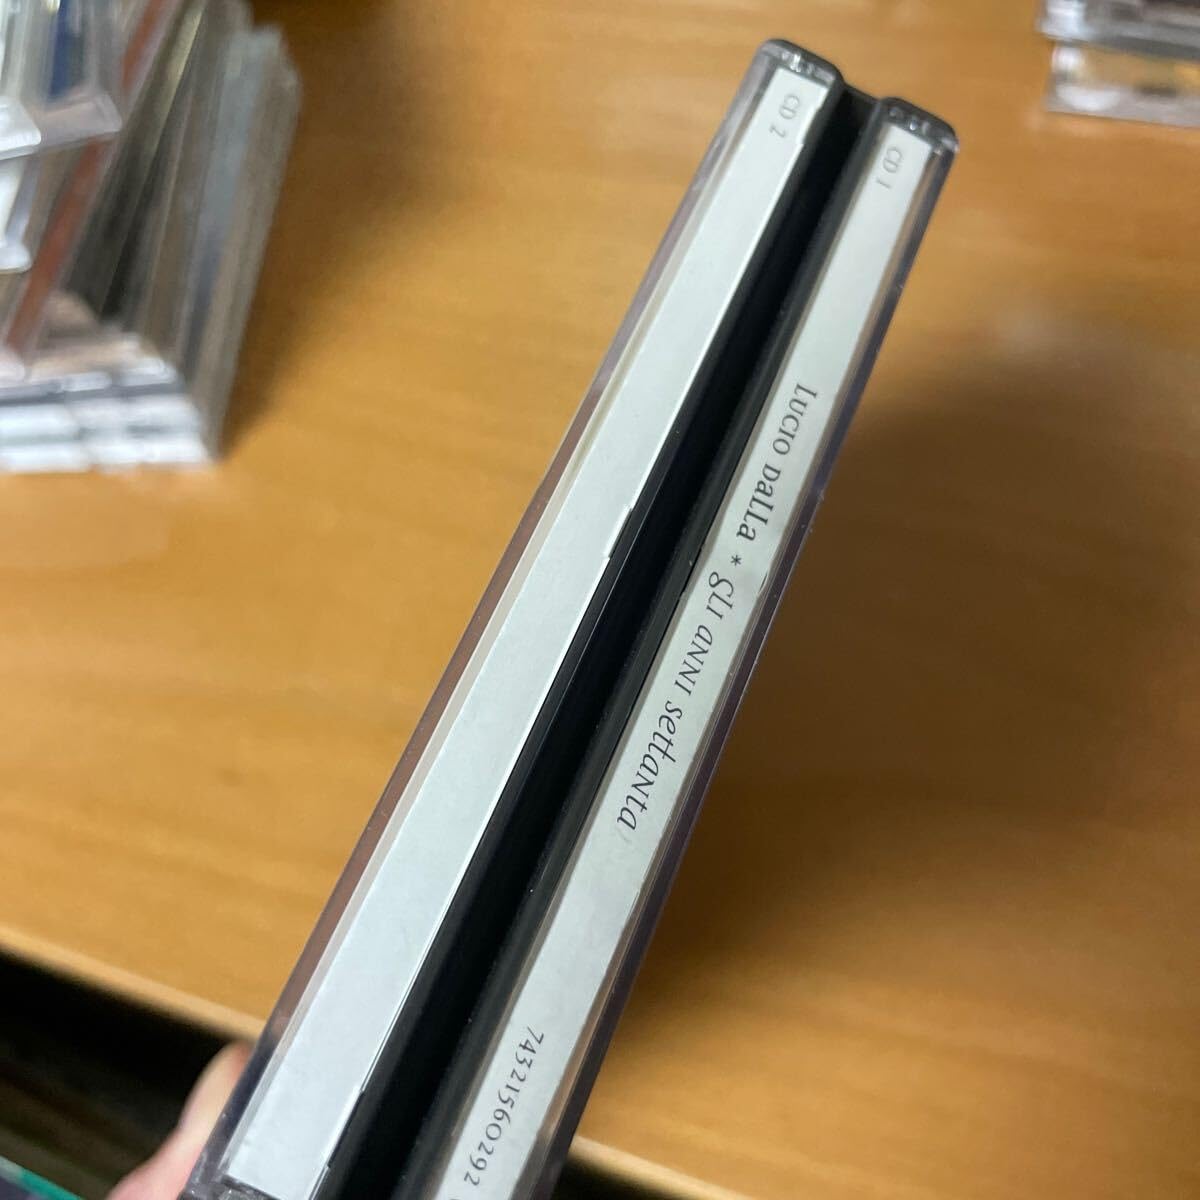 CD 2
CD 1
Lucio Dalla * gli anni settanta
74321560292